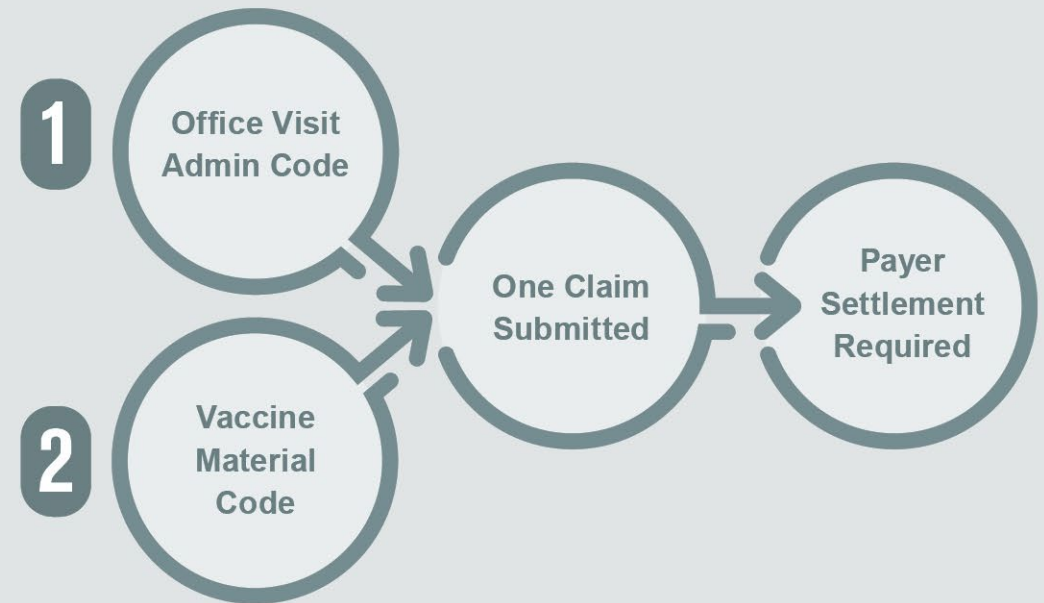 1
Office Visit
Admin Code
2
Vaccine
Material
Code
One Claim
Submitted
Payer
Settlement
Required